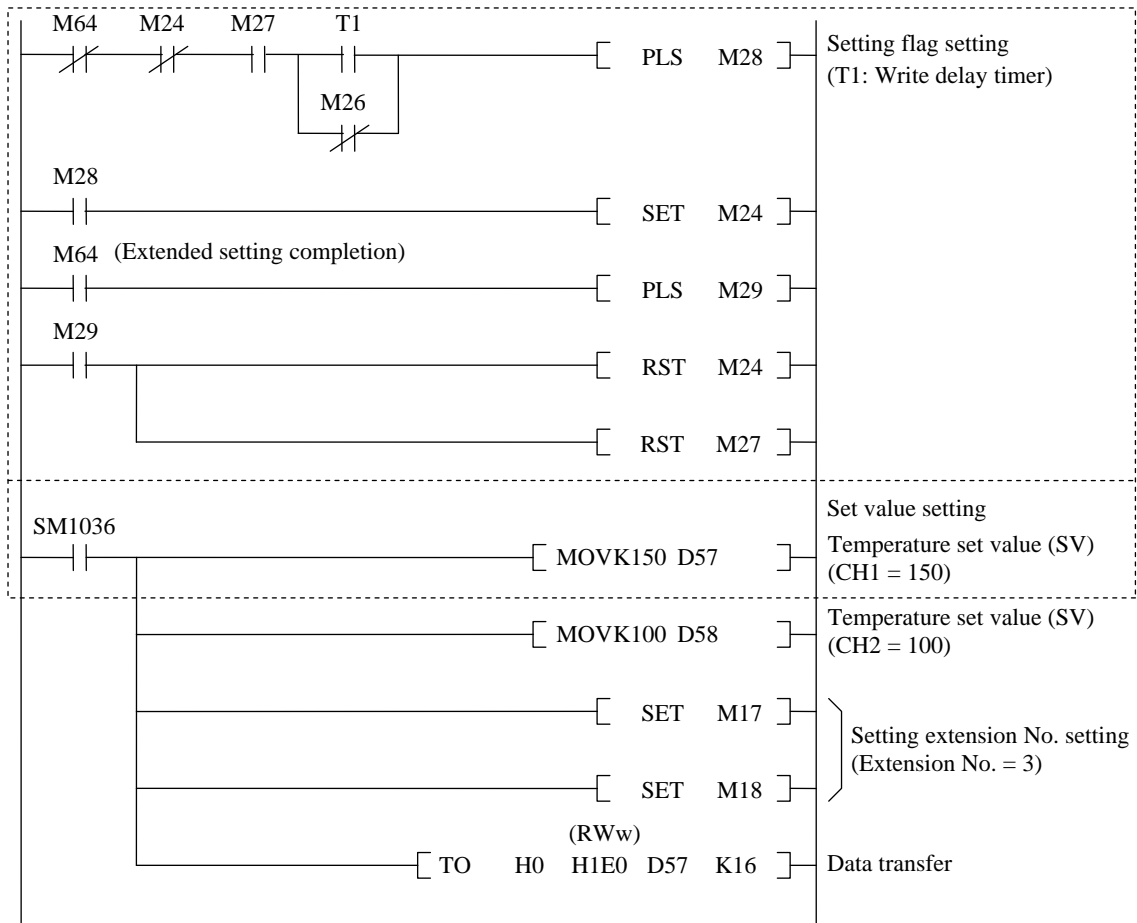 M64 M24 M27 T1
PLS M28
Setting flag setting
(T1: Write delay timer)
M26
M28
SET M24
M64 (Extended setting completion)
PLS M29
M29
RST M24
RST M27
SM1036
Set value setting
MOVK150 D57
Temperature set value (SV)
(CH1 = 150)
MOVK100 D58
Temperature set value (SV)
(CH2 = 100)
SET M17
Setting extension No. setting
(Extension No. = 3)
SET M18
(RWw)
TO H0 H1E0 D57 K16
Data transfer